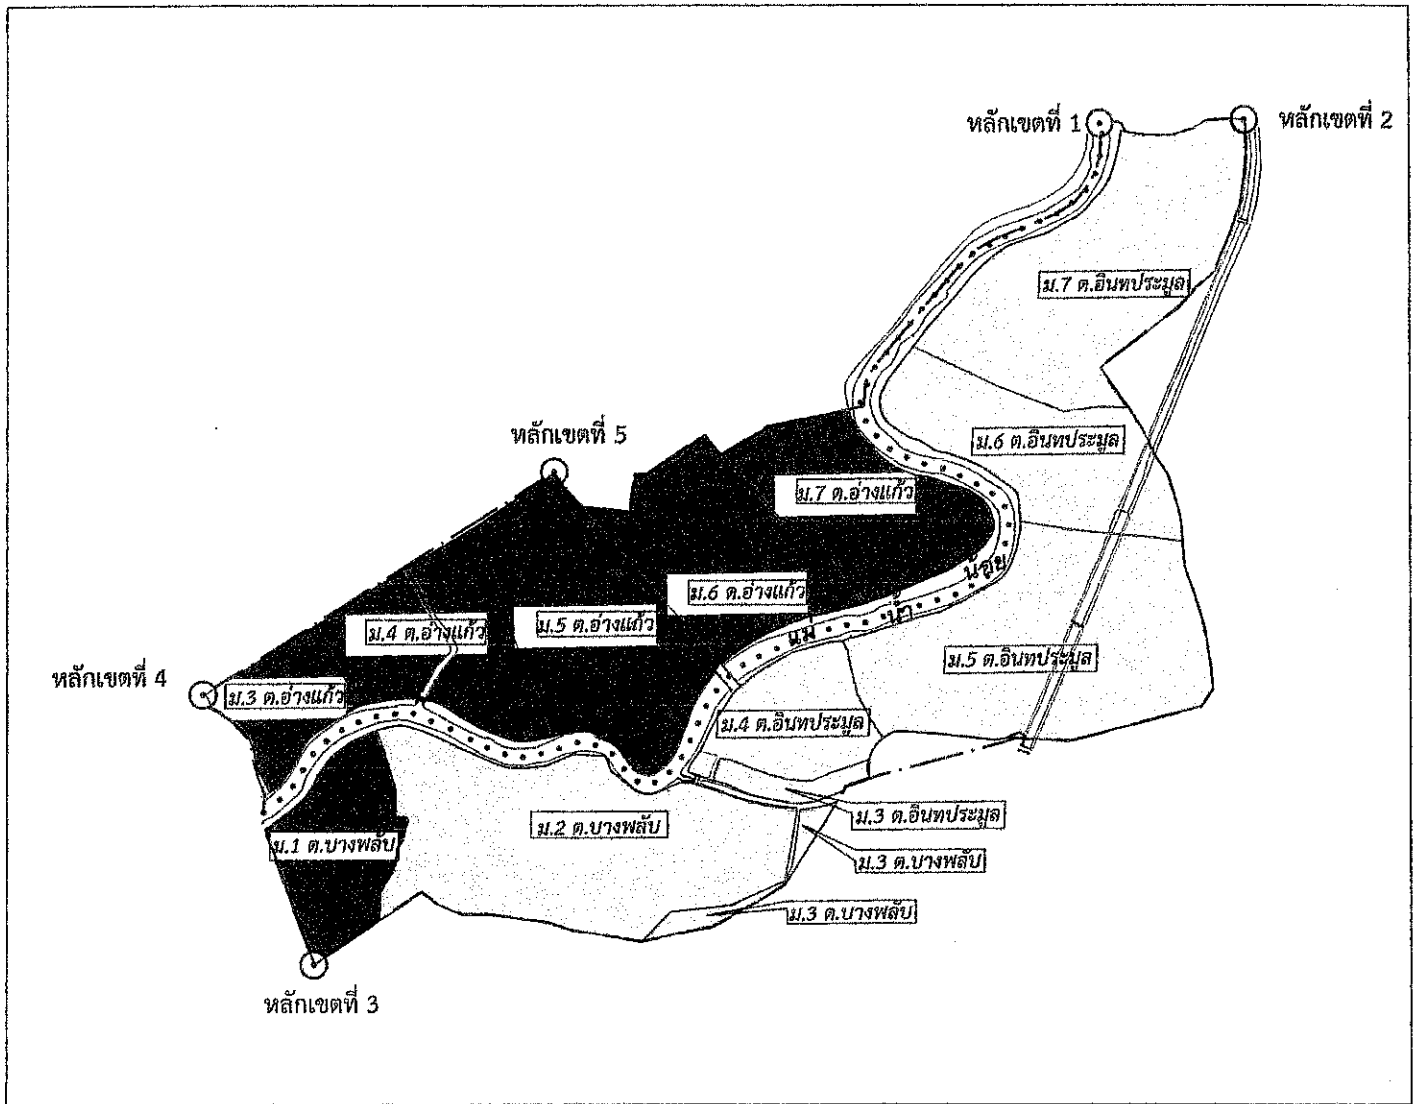 หลักเขตที่ 1
หลักเขตที่ 2
ม.7 ต.อินทประมูล
หลักเขตที่ 5
ม.6 ต.อินทประมูล
ม.7 ต.อ่างแก้ว
แม่ น้ำ น้อย
ม.6 ต.อ่างแก้ว
ม.5 ต.อ่างแก้ว
ม.4 ต.อ่างแก้ว
ม.5 ต.อินทประมูล
หลักเขตที่ 4
ม.3 ต.อ่างแก้ว
ม.4 ต.อินทประมูล
ม.3 ต.อินทประมูล
ม.2 ต.บางพลับ
ม.1 ต.บางพลับ
ม.3 ต.บางพลับ
ม.3 ต.บางพลับ
หลักเขตที่ 3